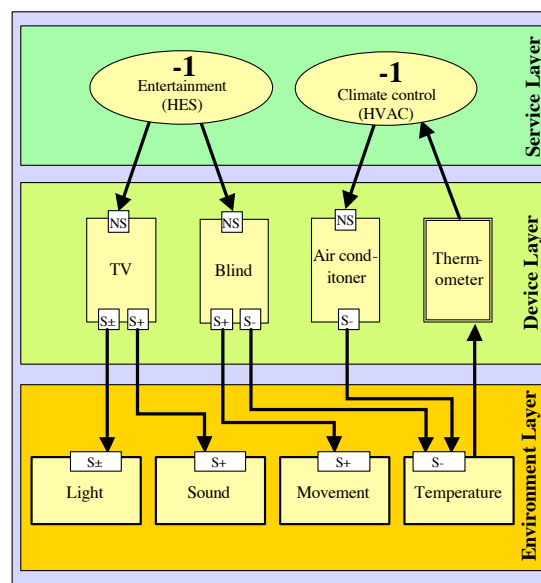 -1
Entertainment
(HES)
-1
Climate control
(HVAC)
Service Layer
NS
NS
NS
TV
Blind
Air cond-
itoner
Therm-
ometer
S±
S+
S+
S-
S-
Device Layer
S±
S+
S+
S-
Light
Sound
Movement
Temperature
Environment Layer